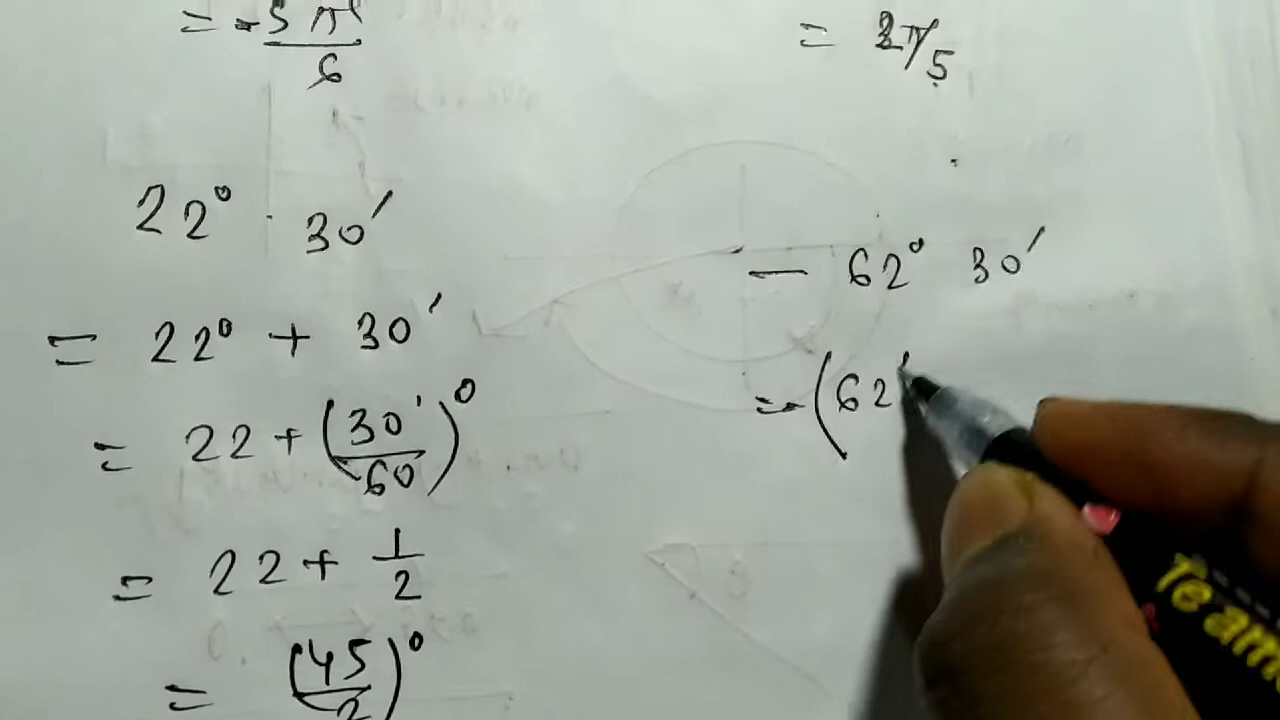 = -5π/6
= 2π/5
22° 30′
= 22° + 30′
= 22 + (30′/60)°
= 22 + 1/2
= (45/2)°
− 62° 30′
= -(62°
Team